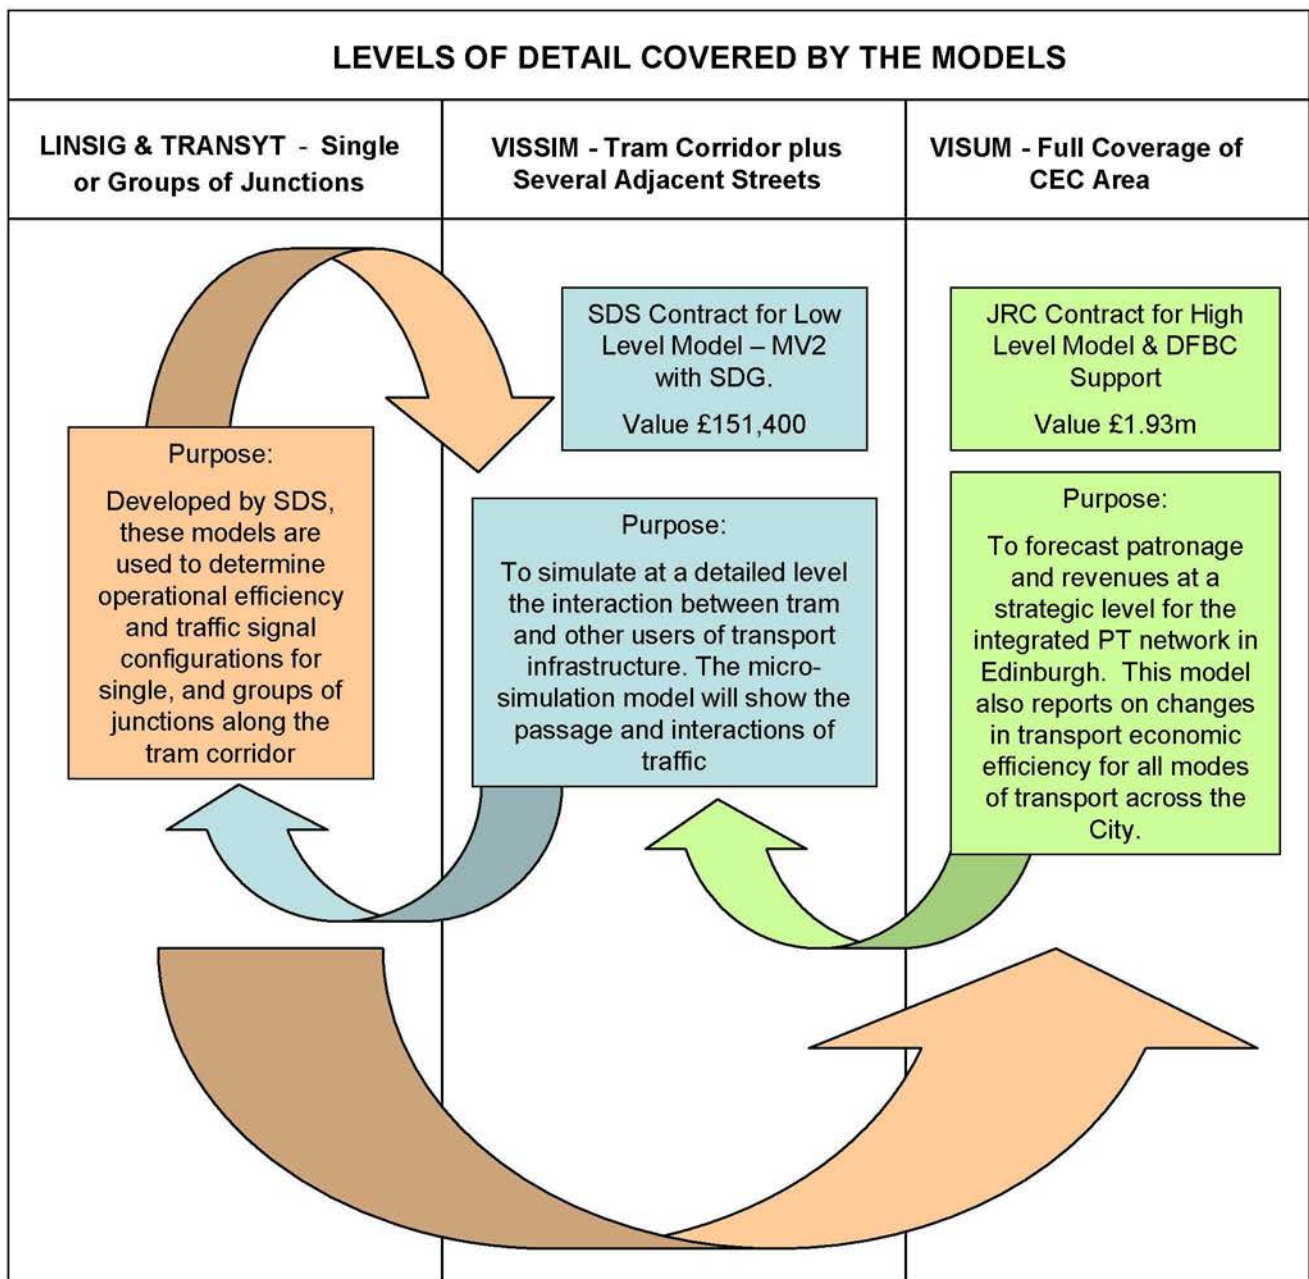 LEVELS OF DETAIL COVERED BY THE MODELS
LINSIG & TRANSYT - Single
or Groups of Junctions
VISSIM - Tram Corridor plus
Several Adjacent Streets
VISUM - Full Coverage of
CEC Area
Purpose:
Developed by SDS,
these models are
used to determine
operational efficiency
and traffic signal
configurations for
single, and groups of
junctions along the
tram corridor
SDS Contract for Low
Level Model – MV2
with SDG.
Value £151,400
Purpose:
To simulate at a detailed level
the interaction between tram
and other users of transport
infrastructure. The micro-
simulation model will show the
passage and interactions of
traffic
JRC Contract for High
Level Model & DFBC
Support
Value £1.93m
Purpose:
To forecast patronage
and revenues at a
strategic level for the
integrated PT network in
Edinburgh. This model
also reports on changes
in transport economic
efficiency for all modes
of transport across the
City.